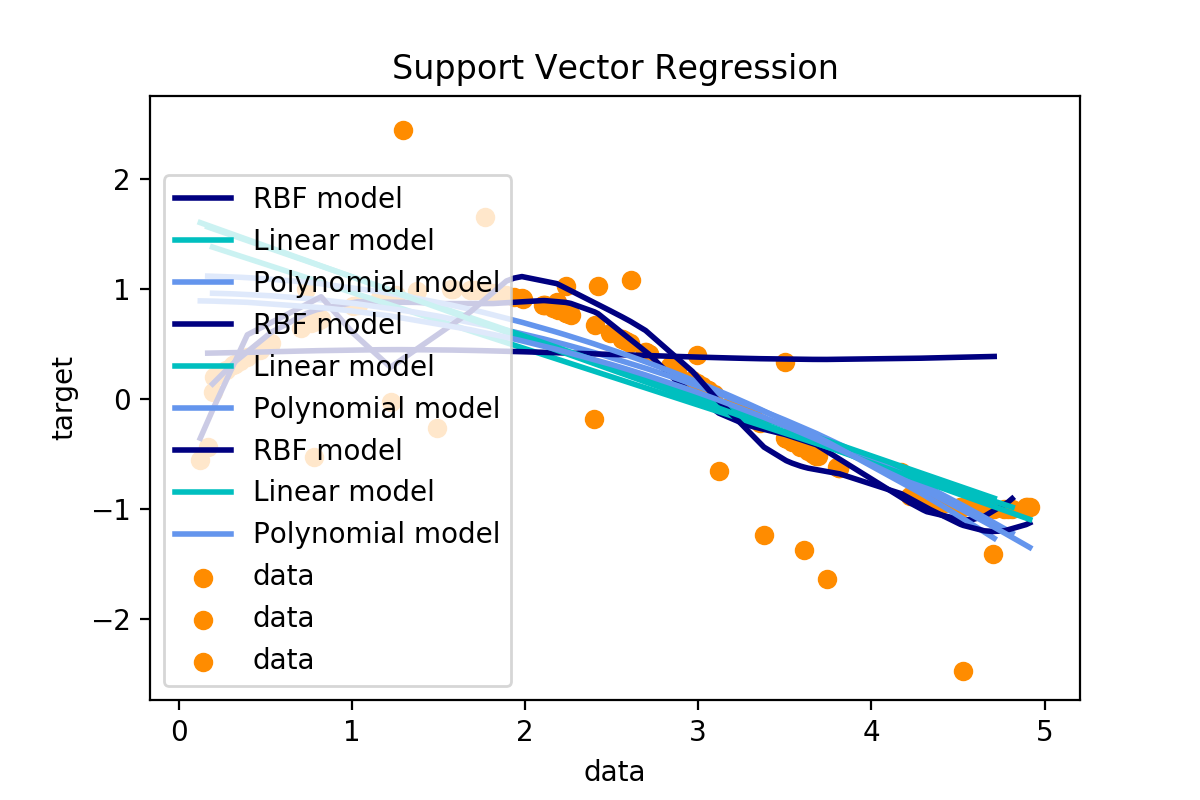 Support Vector Regression
target
2
1
0
−1
−2
RBF model
Linear model
Polynomial model
RBF model
Linear model
Polynomial model
RBF model
Linear model
Polynomial model
data
data
data
0 1 2 3 4 5
data